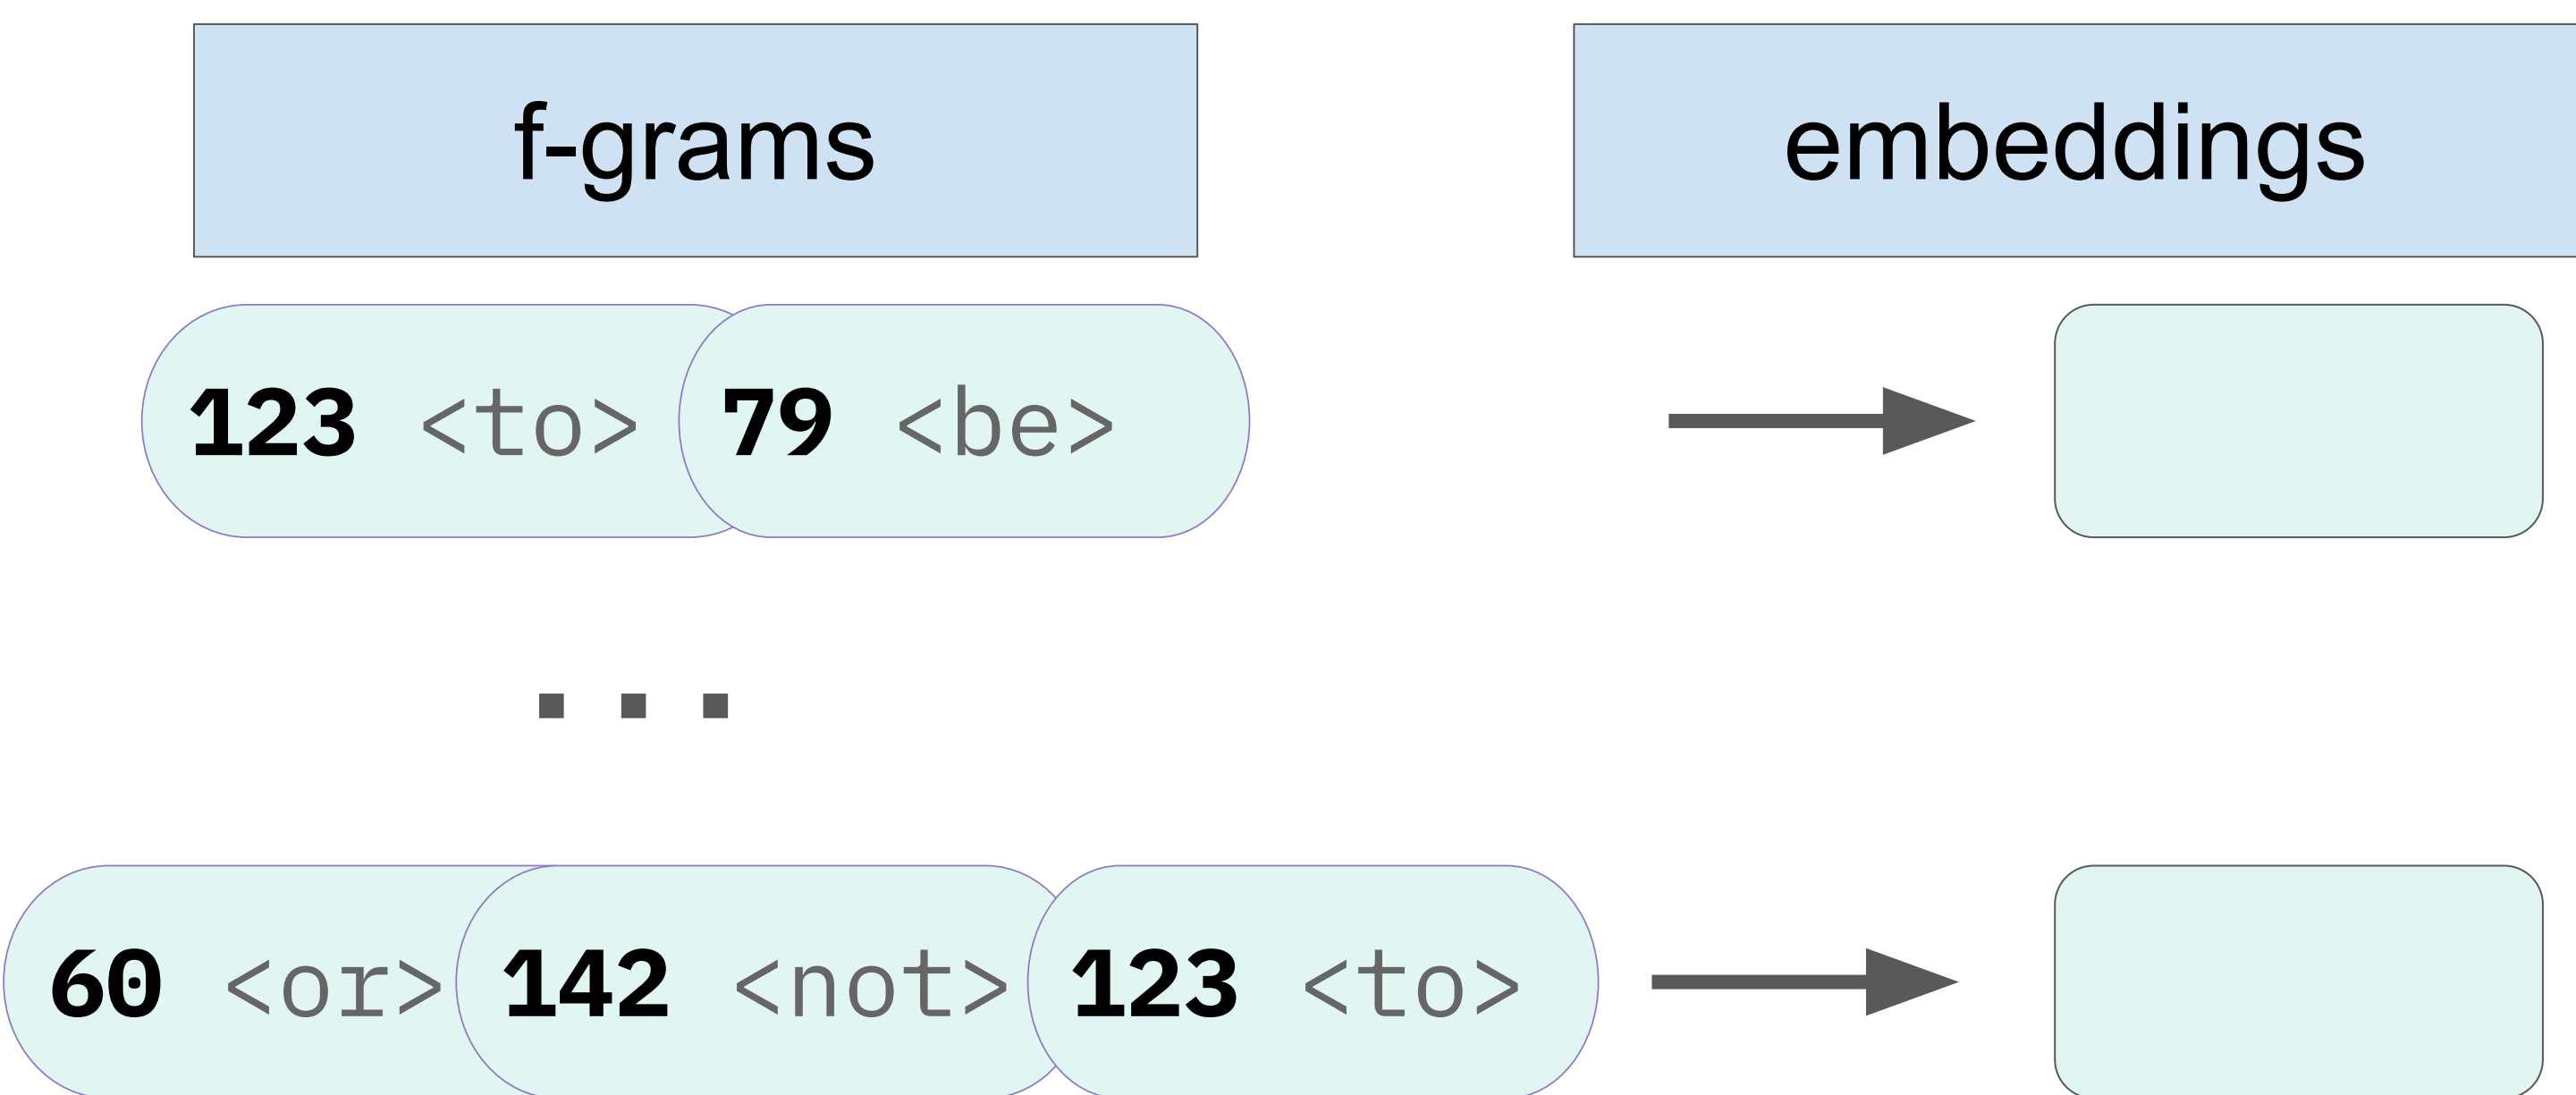 f-grams embeddings
123 <to> 79 <be>
...
60 <or> 142 <not> 123 <to>